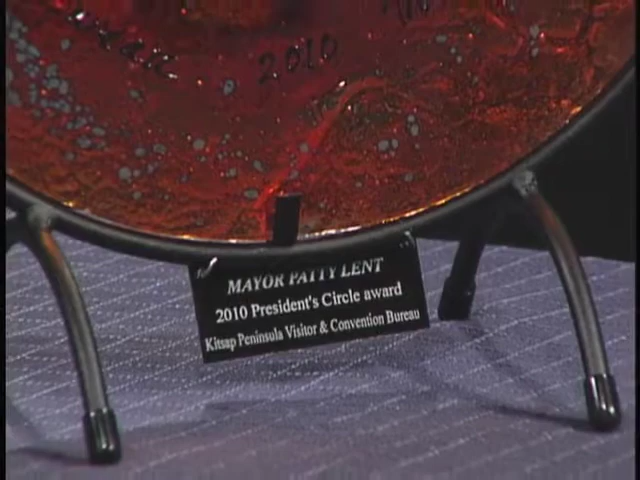 2010
MAYOR PATTY LENT
2010 President's Circle award
Kitsap Peninsula Visitor & Convention Bureau